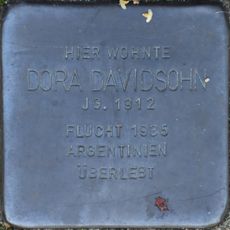 HIER WOHNTE
DORA DAVIDSOHN
JG. 1912
FLUCHT 1935
ARGENTINIEN
ÜBERLEBT